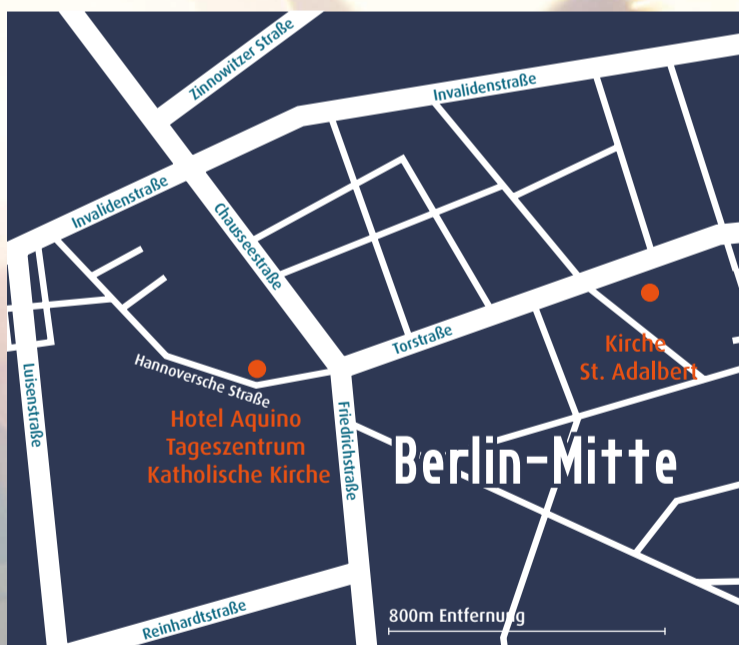 Zinnowitzer Straße
Invalidenstraße
Invalidenstraße
Chausseestraße
Torstraße
Hannoversche Straße
Luisenstraße
Friedrichstraße
Kirche
St. Adalbert
Hotel Aquino
Tageszentrum
Katholische Kirche
Berlin-Mitte
Reinhardtstraße
800m Entfernung